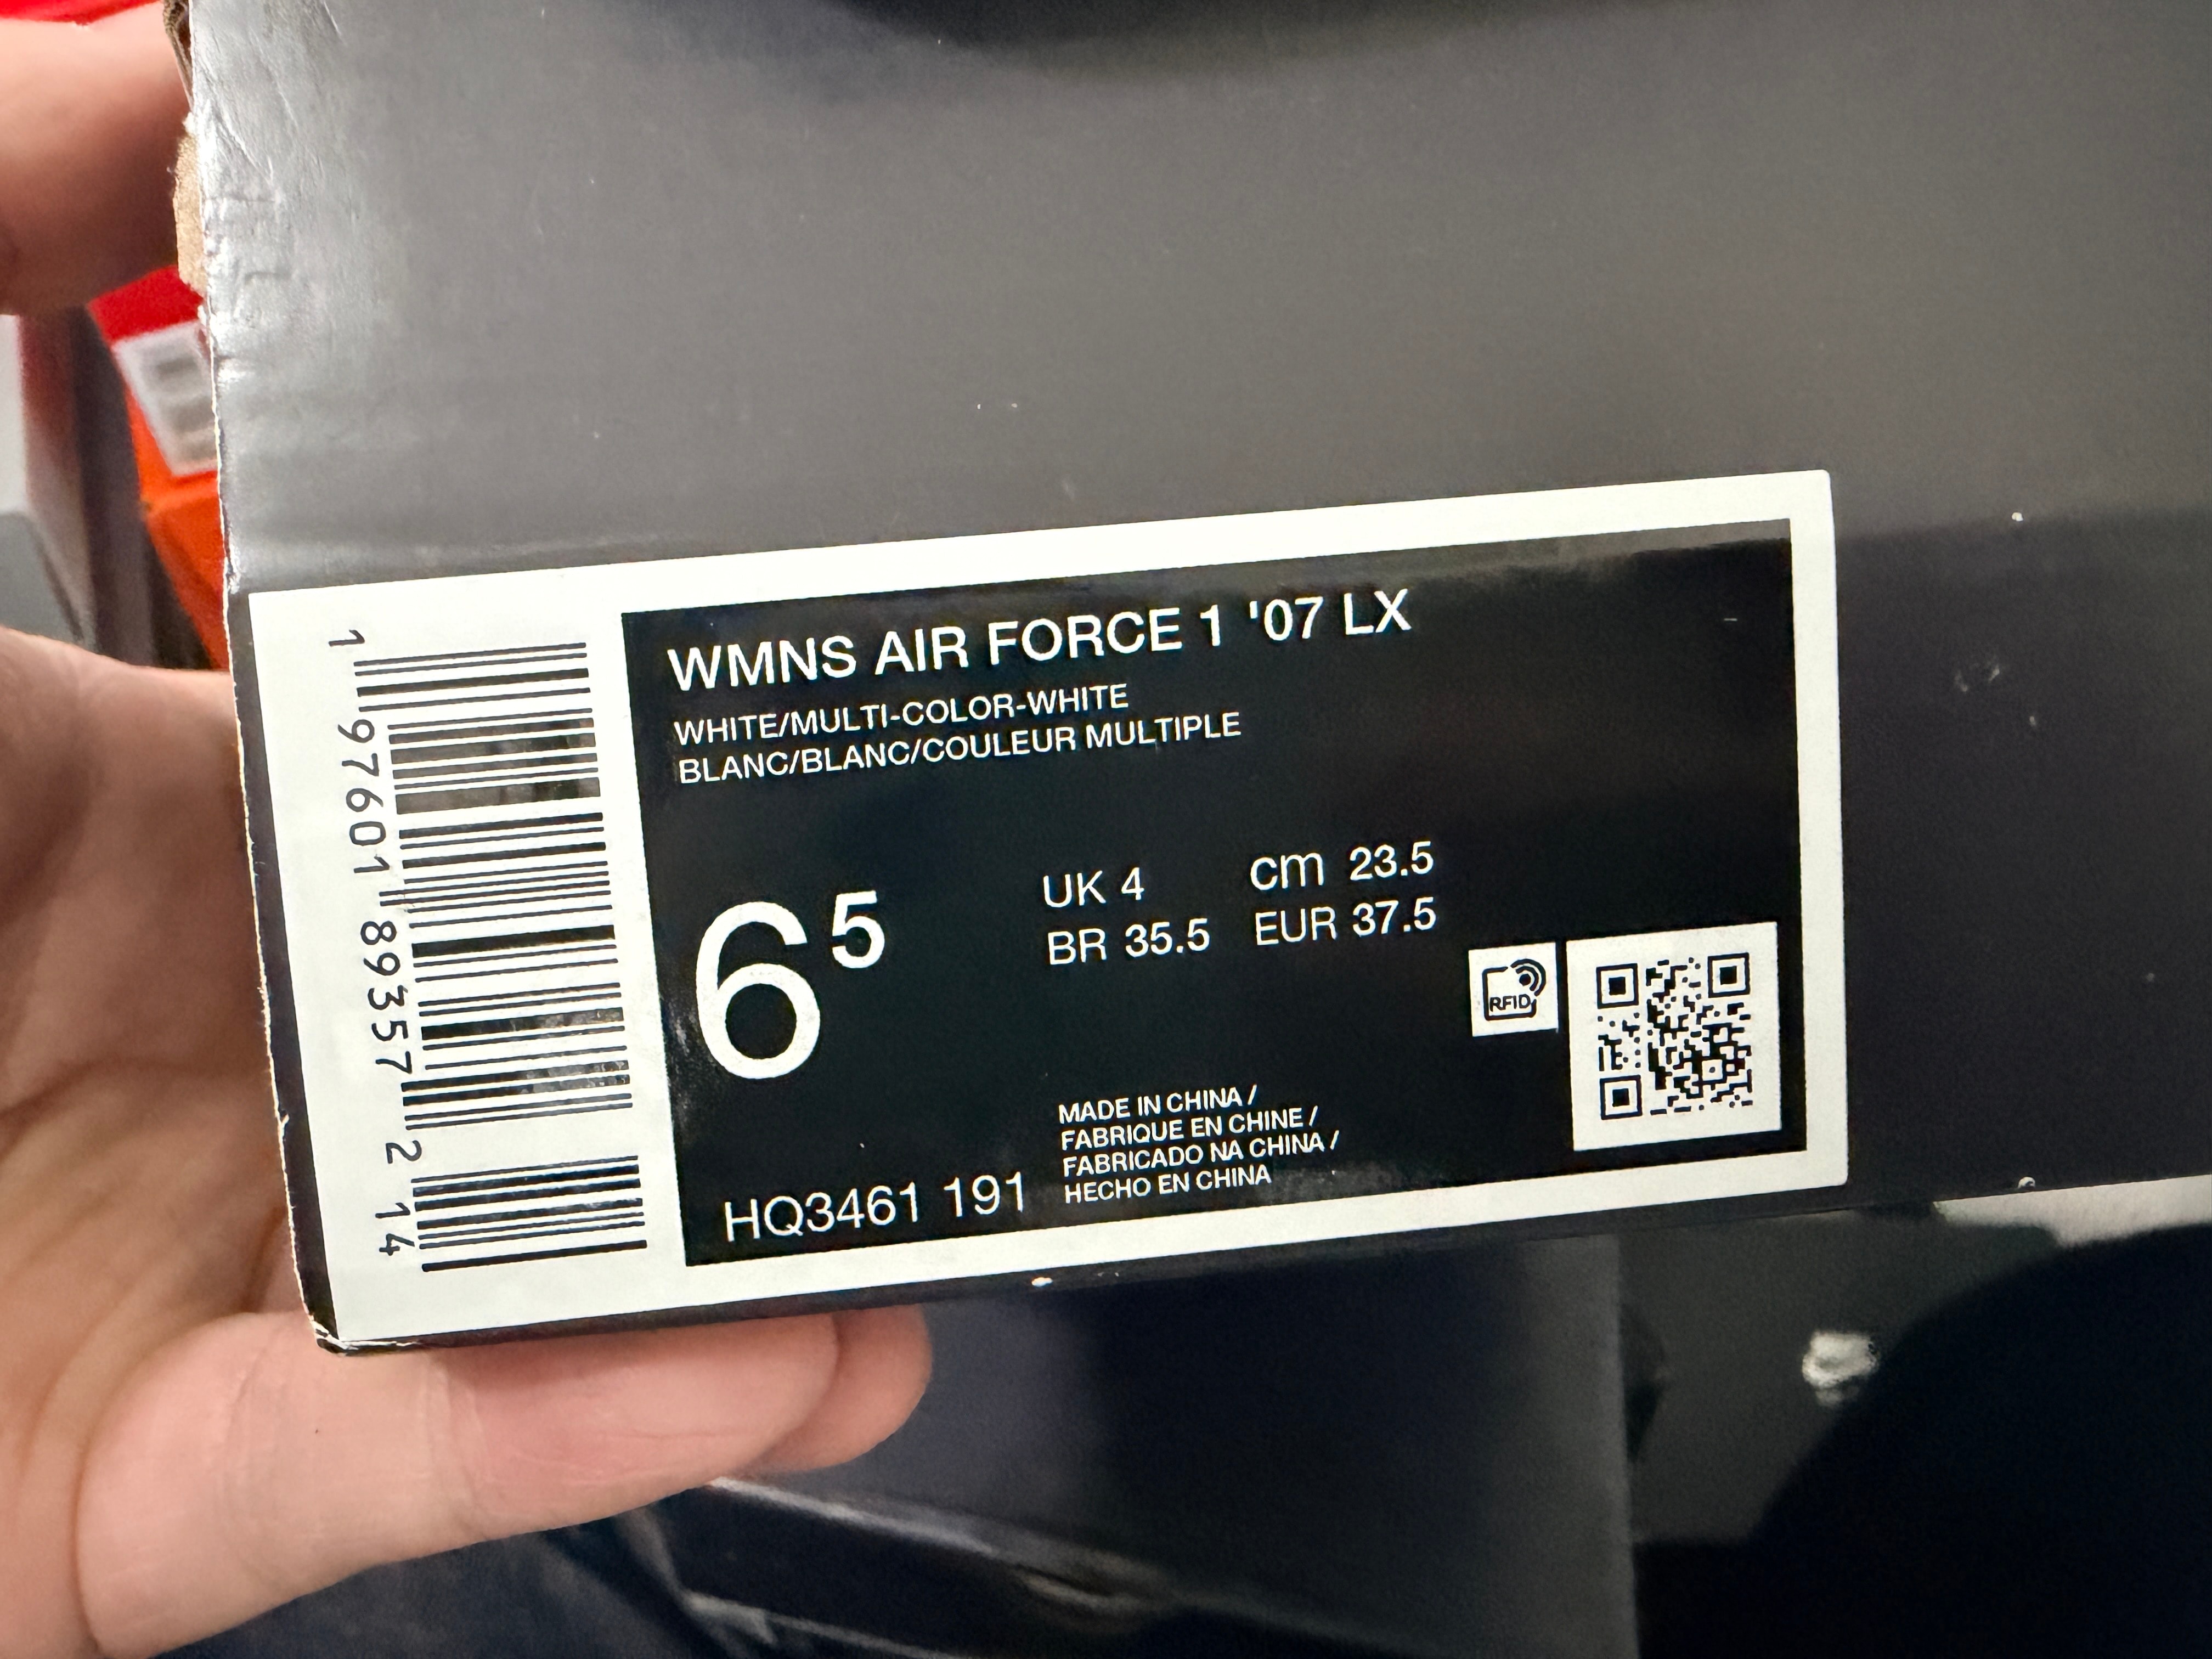 WMNS AIR FORCE 1 '07 LX
WHITE/MULTI-COLOR-WHITE
BLANC/BLANC/COULEUR MULTIPLE
6⁵
UK 4
cm 23.5
BR 35.5
EUR 37.5
RFID
MADE IN CHINA /
FABRIQUE EN CHINE /
FABRICADO NA CHINA /
HECHO EN CHINA
HQ3461 191
1 97601 89357 2 14